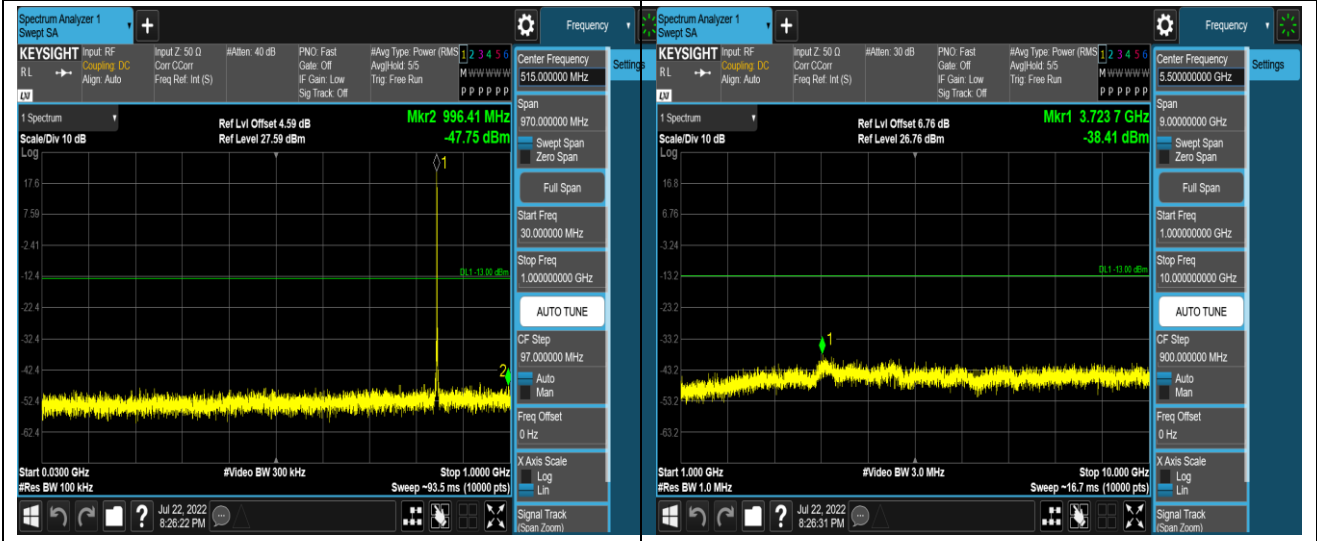 Spectrum Analyzer 1
Swept SA
+
Frequency
KEYSIGHT Input: RF
RL
Coupling: DC
Align: Auto
LXI
Input Z: 50 Ω
Corr CCorr
Freq Ref: Int (S)
#Atten: 40 dB
PNO: Fast
Gate: Off
IF Gain: Low
Sig Track: Off
#Avg Type: Power (RMS
Avg|Hold: 5/5
Trig: Free Run
1 2 3 4 5 6
M W W W W W
P P P P P P
Center Frequency
515.000000 MHz
Settings
Span
970.000000 MHz
Swept Span
Zero Span
Full Span
Start Freq
30.000000 MHz
Stop Freq
1.000000000 GHz
AUTO TUNE
CF Step
97.000000 MHz
Auto
Man
Freq Offset
0 Hz
X Axis Scale
Log
Lin
Signal Track
(Span Zoom)
1 Spectrum
Scale/Div 10 dB
Log
Ref Lvl Offset 4.59 dB
Ref Level 27.59 dBm
Mkr2 996.41 MHz
-47.75 dBm
1
17.6
7.59
-2.41
-12.4
DL1 -13.00 dBm
-22.4
-32.4
-42.4
2
-52.4
-62.4
Start 0.0300 GHz
#Res BW 100 kHz
#Video BW 300 kHz
Stop 1.0000 GHz
Sweep ~93.5 ms (10000 pts)
?
Jul 22, 2022
8:26:22 PM
Spectrum Analyzer 1
Swept SA
+
Frequency
KEYSIGHT Input: RF
RL
Coupling: DC
Align: Auto
LXI
Input Z: 50 Ω
Corr CCorr
Freq Ref: Int (S)
#Atten: 30 dB
PNO: Fast
Gate: Off
IF Gain: Low
Sig Track: Off
#Avg Type: Power (RMS
Avg|Hold: 5/5
Trig: Free Run
1 2 3 4 5 6
M W W W W W
P P P P P P
Center Frequency
5.500000000 GHz
Settings
Span
9.00000000 GHz
Swept Span
Zero Span
Full Span
Start Freq
1.000000000 GHz
Stop Freq
10.000000000 GHz
AUTO TUNE
CF Step
900.000000 MHz
Auto
Man
Freq Offset
0 Hz
X Axis Scale
Log
Lin
Signal Track
(Span Zoom)
1 Spectrum
Scale/Div 10 dB
Log
Ref Lvl Offset 6.76 dB
Ref Level 26.76 dBm
Mkr1 3.723 7 GHz
-38.41 dBm
16.8
6.76
-3.24
-13.2
DL1 -13.00 dBm
-23.2
-33.2
1
-43.2
-53.2
-63.2
Start 1.000 GHz
#Res BW 1.0 MHz
#Video BW 3.0 MHz
Stop 10.000 GHz
Sweep ~16.7 ms (10000 pts)
?
Jul 22, 2022
8:26:31 PM